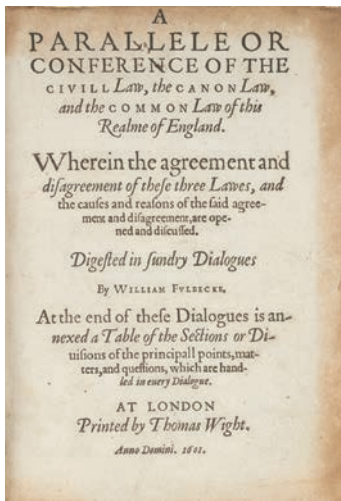 A
PARALLELE OR
CONFERENCE OF THE
CIVILL Law, the CANON Law,
and the COMMON Law of this
Realme of England.
Wherein the agreement and
diſagreement of theſe three Lawes, and
the cauſes and reaſons of the ſaid agree-
ment and diſagreement, are ope-
ned and diſcuſſed.
Digeſted in ſundry Dialogues
By WILLIAM FVLBECKE.
At the end of theſe Dialogues is an-
nexed a Table of the Sections or Di-
uiſions of the principall points, mat-
ters, and queſtions, which are hand-
led in euery Dialogue.
AT LONDON
Printed by Thomas Wight.
Anno Domini. 1601.